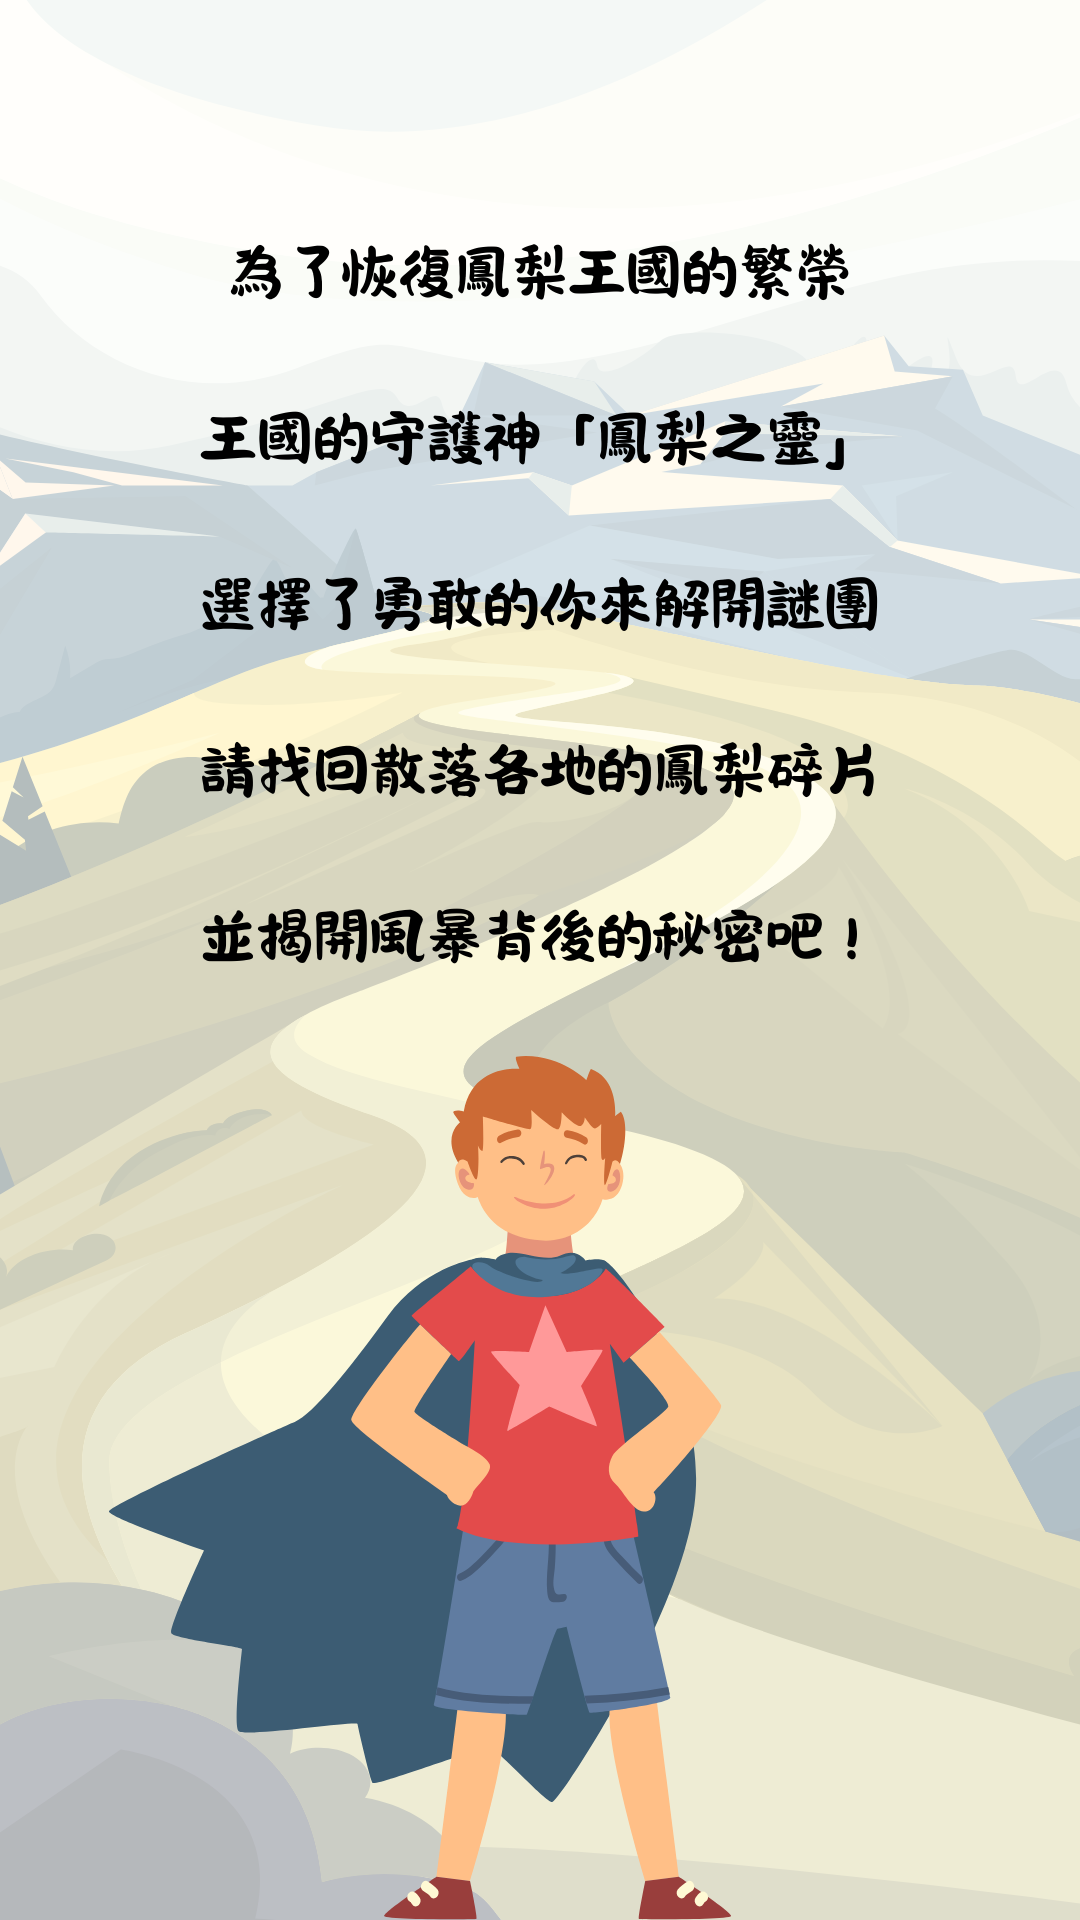 為了恢復鳳梨王國的繁榮
王國的守護神「鳳梨之靈」
選擇了勇敢的你來解開謎團
請找回散落各地的鳳梨碎片
並揭開風暴背後的秘密吧！